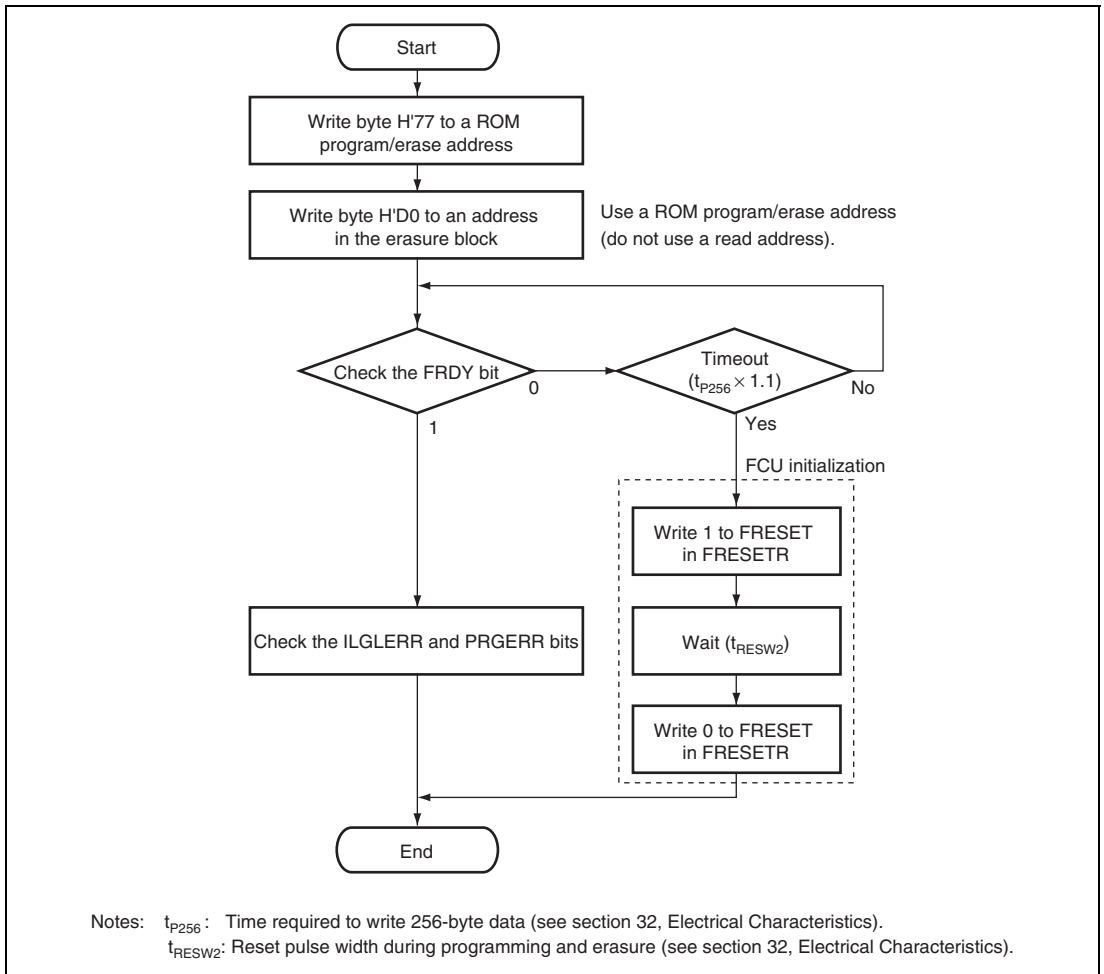 Start
Write byte H'77 to a ROM
program/erase address
Write byte H'D0 to an address
in the erasure block
Use a ROM program/erase address
(do not use a read address).
Check the FRDY bit
0
1
Timeout
(tP256 × 1.1)
No
Yes
FCU initialization
Write 1 to FRESET
in FRESETR
Check the ILGLERR and PRGERR bits
Wait (tRESW2)
Write 0 to FRESET
in FRESETR
End
Notes: tP256 : Time required to write 256-byte data (see section 32, Electrical Characteristics).
tRESW2: Reset pulse width during programming and erasure (see section 32, Electrical Characteristics).